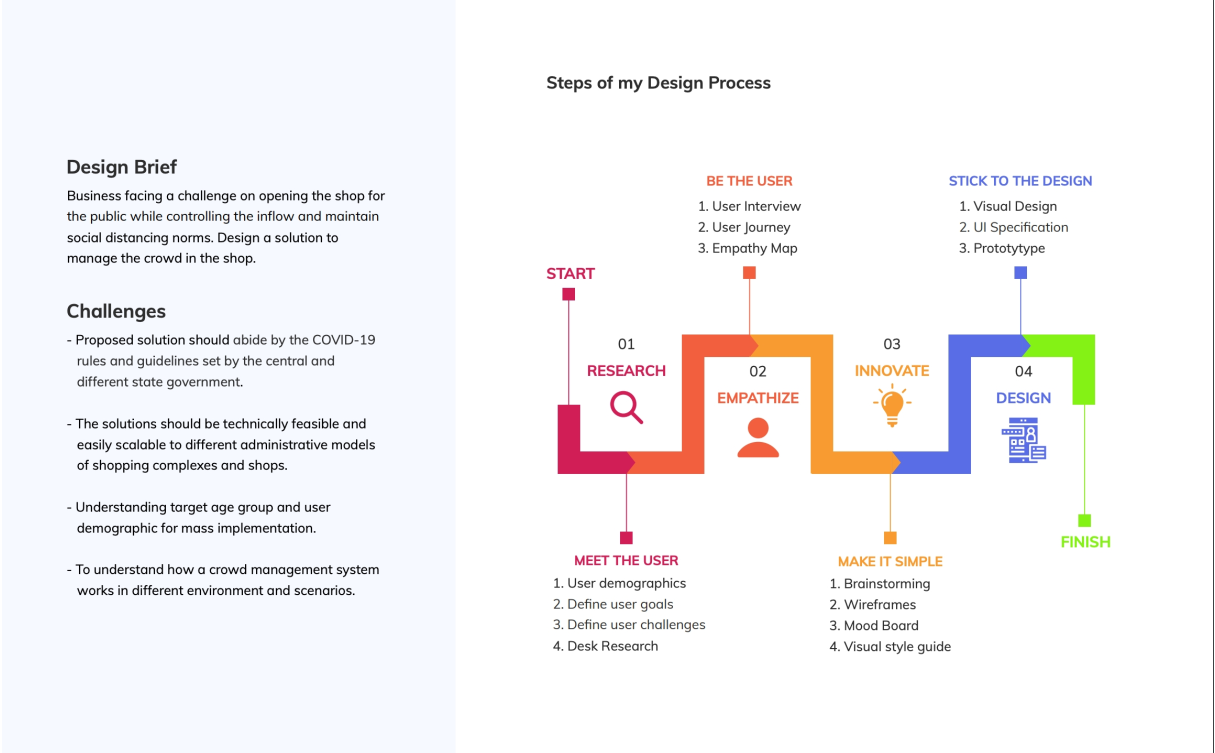 Design Brief
Business facing a challenge on opening the shop for
the public while controlling the inflow and maintain
social distancing norms. Design a solution to
manage the crowd in the shop.
Challenges
- Proposed solution should abide by the COVID-19
rules and guidelines set by the central and
different state government.
- The solutions should be technically feasible and
easily scalable to different administrative models
of shopping complexes and shops.
- Understanding target age group and user
demographic for mass implementation.
- To understand how a crowd management system
works in different environment and scenarios.
Steps of my Design Process
START
01
RESEARCH
MEET THE USER
1. User demographics
2. Define user goals
3. Define user challenges
4. Desk Research
BE THE USER
1. User Interview
2. User Journey
3. Empathy Map
02
EMPATHIZE
03
INNOVATE
MAKE IT SIMPLE
1. Brainstorming
2. Wireframes
3. Mood Board
4. Visual style guide
STICK TO THE DESIGN
1. Visual Design
2. UI Specification
3. Prototytype
04
DESIGN
FINISH